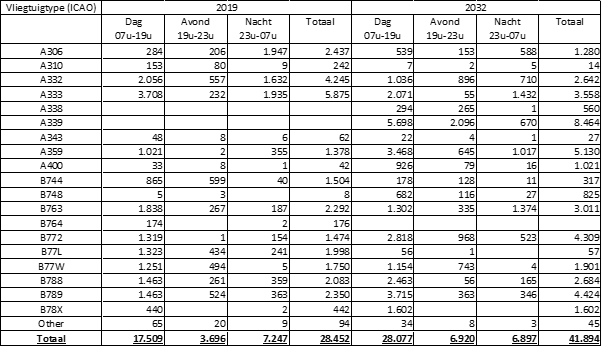 Vliegtuigtype (ICAO) 2019 2032
Dag Avond Nacht Totaal Dag Avond Nacht Totaal
07u-19u 19u-23u 23u-07u 07u-19u 19u-23u 23u-07u
A306 284 206 1.947 2.437 539 153 588 1.280
A310 153 80 9 242 7 2 5 14
A332 2.056 557 1.632 4.245 1.036 896 710 2.642
A333 3.708 232 1.935 5.875 2.071 55 1.432 3.558
A338 294 265 1 560
A339 5.698 2.096 670 8.464
A343 48 8 6 62 22 4 1 27
A359 1.021 2 355 1.378 3.468 645 1.017 5.130
A400 33 8 1 42 926 79 16 1.021
B744 865 599 40 1.504 178 128 11 317
B748 5 3 8 682 116 27 825
B763 1.838 267 187 2.292 1.302 335 1.374 3.011
B764 174 2 176
B772 1.319 1 154 1.474 2.818 968 523 4.309
B77L 1.323 434 241 1.998 56 1 57
B77W 1.251 494 5 1.750 1.154 743 4 1.901
B788 1.463 261 359 2.083 2.463 56 165 2.684
B789 1.463 524 363 2.350 3.715 363 346 4.424
B78X 440 2 442 1.602 1.602
Other 65 20 9 94 34 8 3 45
Totaal 17.509 3.696 7.247 28.452 28.077 6.920 6.897 41.894